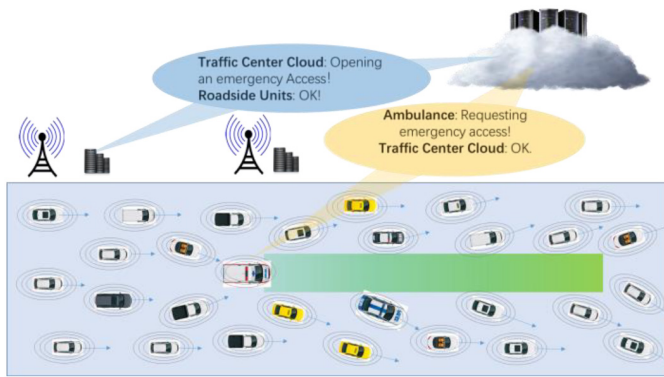 Traffic Center Cloud: Opening
an emergency Access!
Roadside Units: OK!
Ambulance: Requesting
emergency access!
Traffic Center Cloud: OK.